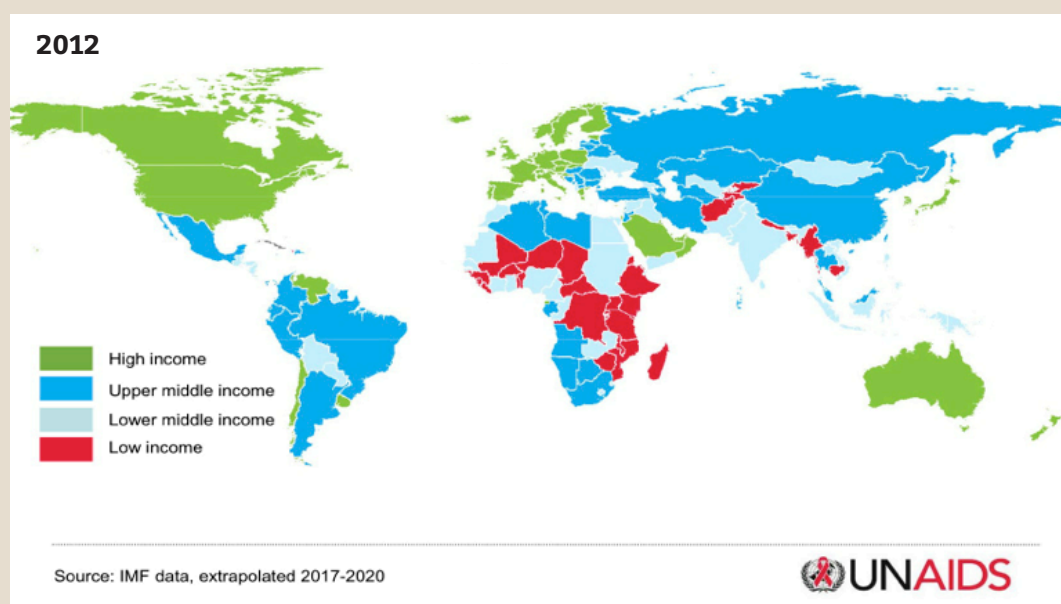 2012
High income
Upper middle income
Lower middle income
Low income
Source: IMF data, extrapolated 2017-2020
UNAIDS